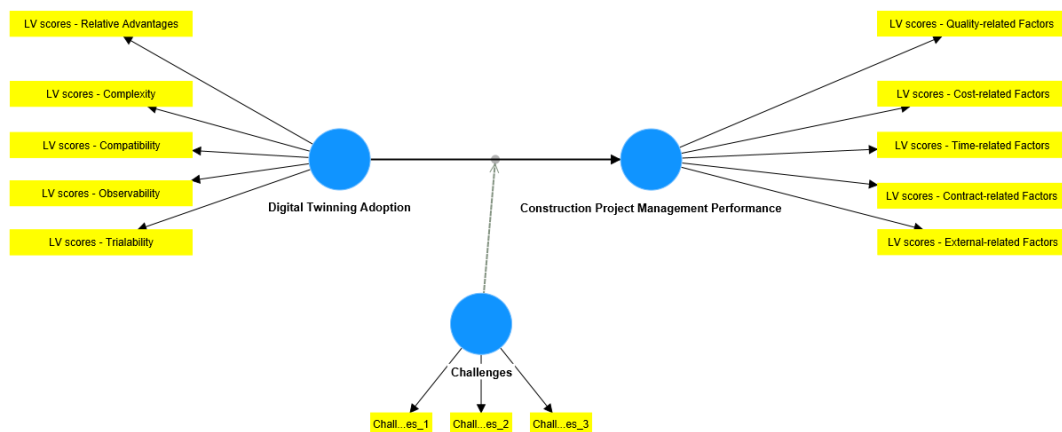 LV scores - Relative Advantages
LV scores - Complexity
LV scores - Compatibility
LV scores - Observability
LV scores - Trialability
Digital Twinning Adoption
Construction Project Management Performance
LV scores - Quality-related Factors
LV scores - Cost-related Factors
LV scores - Time-related Factors
LV scores - Contract-related Factors
LV scores - External-related Factors
Challenges
Chall...es_1
Chall...es_2
Chall...es_3